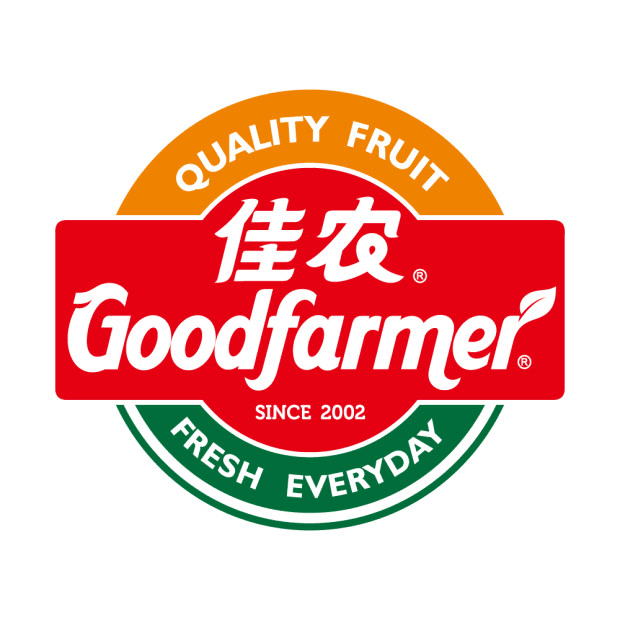 QUALITY FRUIT
佳农®
Goodfarmer®
SINCE 2002
FRESH EVERYDAY